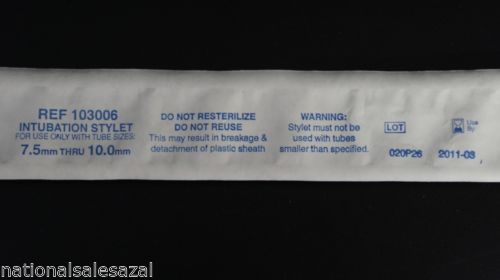 REF 103006
INTUBATION STYLET
FOR USE ONLY WITH TUBE SIZES:
7.5mm THRU 10.0mm
DO NOT RESTERILIZE
DO NOT REUSE
This may result in breakage &
detachment of plastic sheath
WARNING:
Stylet must not be
used with tubes
smaller than specified.
LOT
020P26
Use
By
2011-03
nationalsalesazal
nationalsalesazal